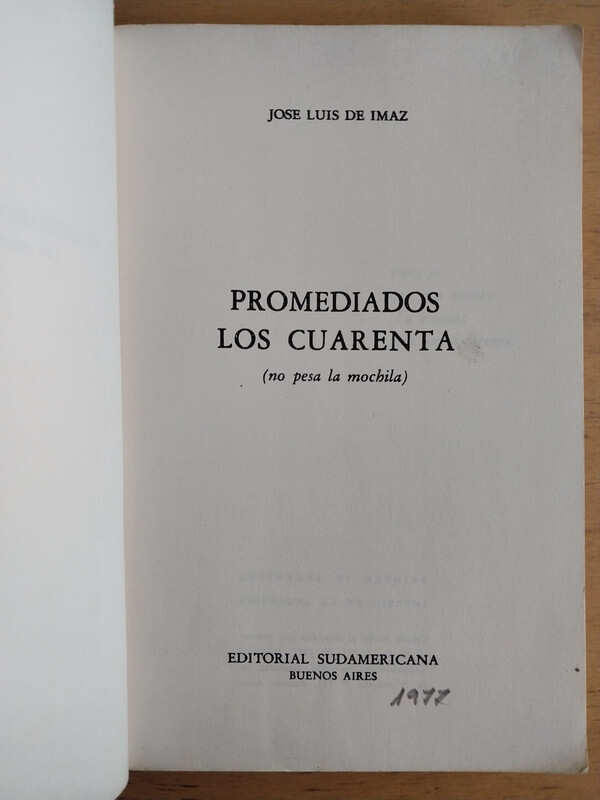 JOSE LUIS DE IMAZ
PROMEDIADOS
LOS CUARENTA
(no pesa la mochila)
EDITORIAL SUDAMERICANA
BUENOS AIRES
1977